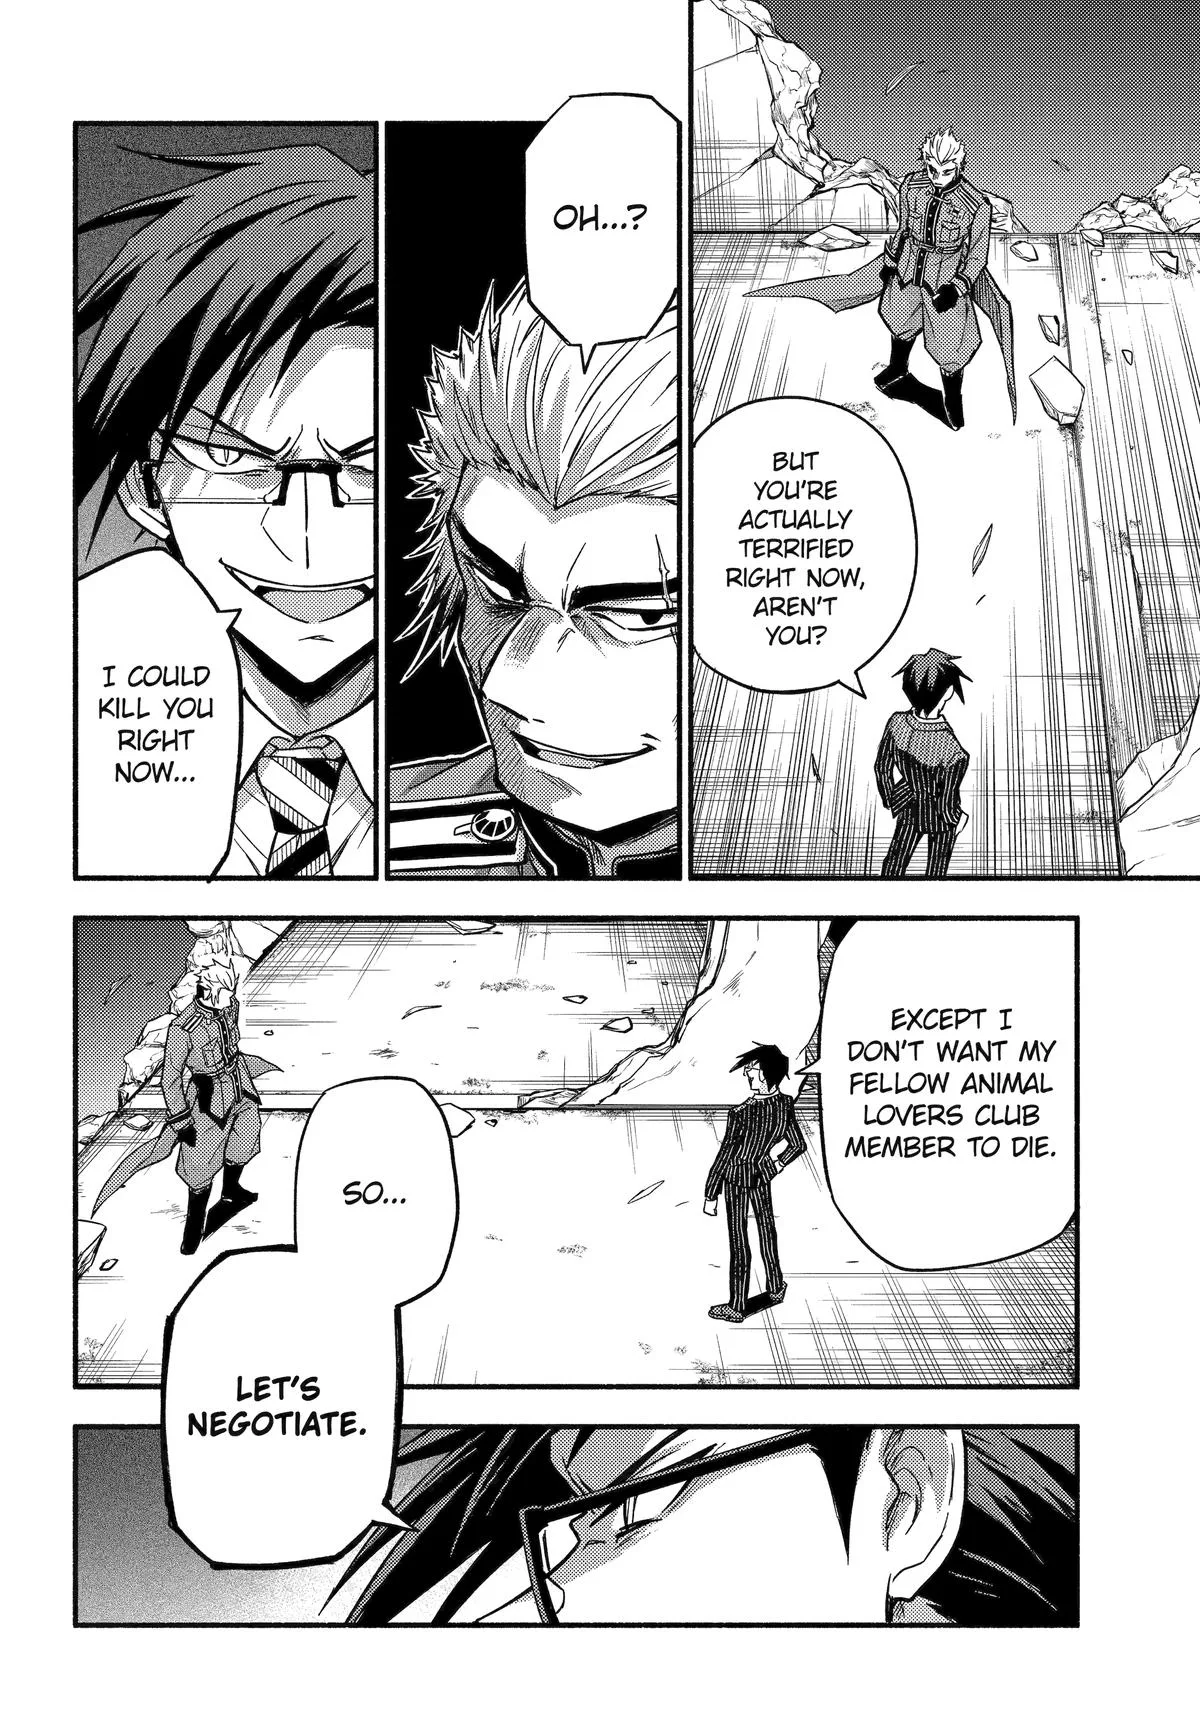 BUT
YOU'RE
ACTUALLY
TERRIFIED
RIGHT NOW,
AREN'T
YOU?
OH...?
I COULD
KILL YOU
RIGHT
NOW...
EXCEPT I
DON'T WANT MY
FELLOW ANIMAL
LOVERS CLUB
MEMBER TO DIE.
SO...
LET'S
NEGOTIATE.